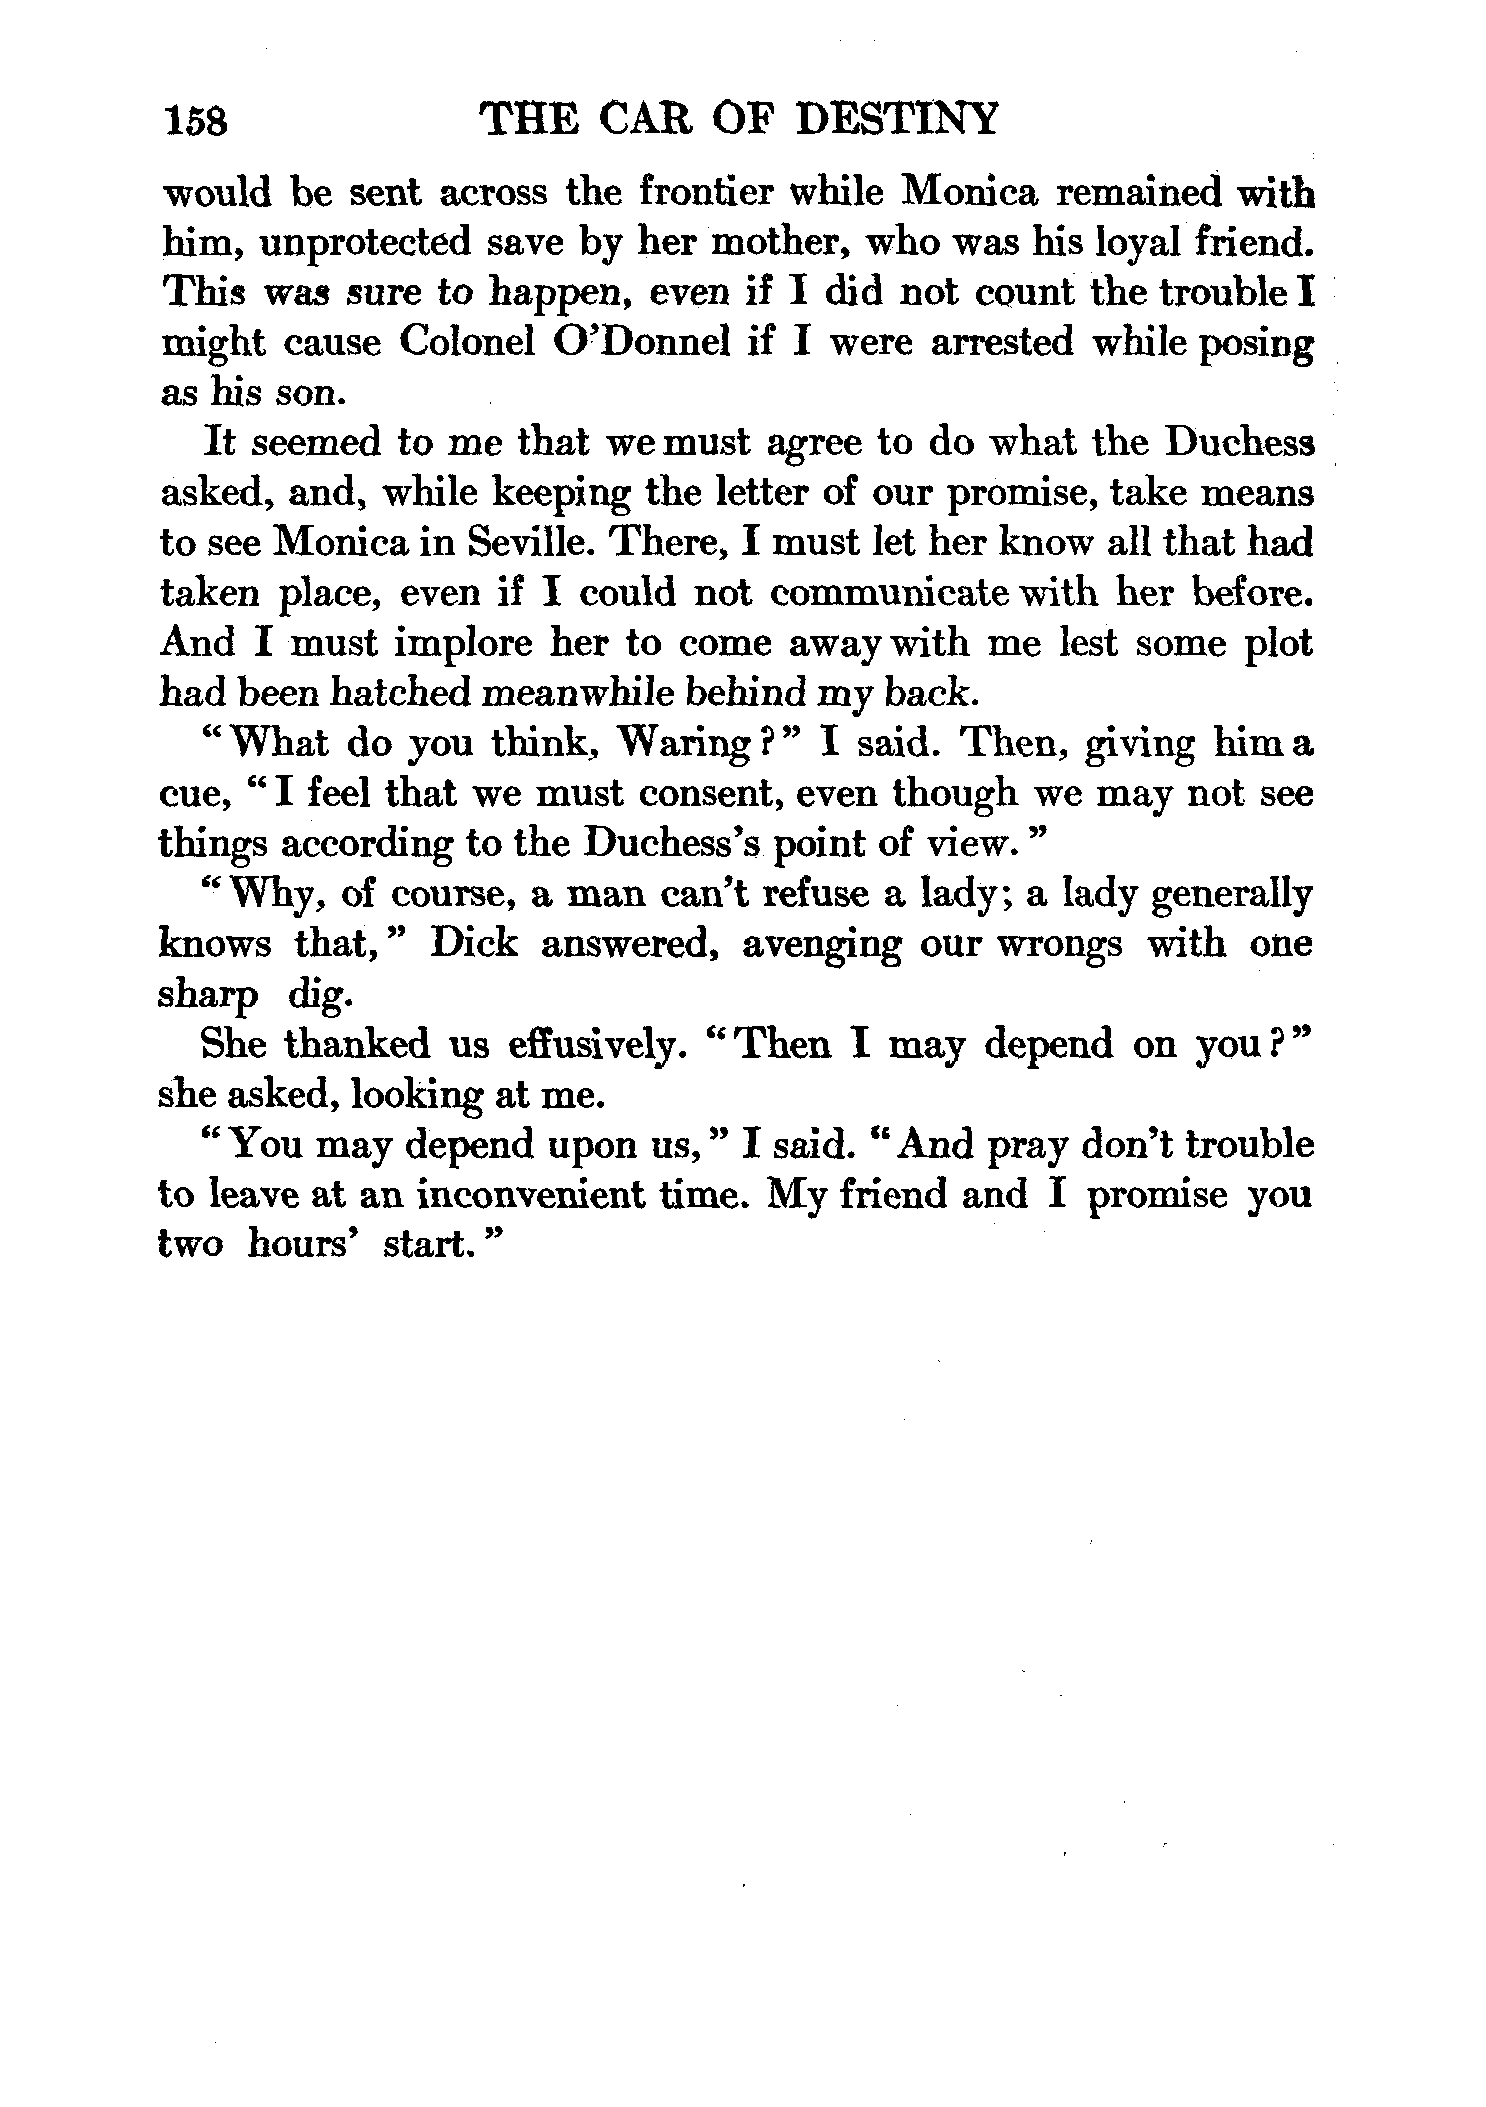 158 THE CAR OF DESTINY
would be sent across the frontier while Monica remained with
him, unprotected save by her mother, who was his loyal friend.
This was sure to happen, even if I did not count the trouble I
might cause Colonel O'Donnel if I were arrested while posing
as his son.
It seemed to me that we must agree to do what the Duchess
asked, and, while keeping the letter of our promise, take means
to see Monica in Seville. There, I must let her know all that had
taken place, even if I could not communicate with her before.
And I must implore her to come away with me lest some plot
had been hatched meanwhile behind my back.
“What do you think, Waring?” I said. Then, giving him a
cue, “I feel that we must consent, even though we may not see
things according to the Duchess's point of view.”
“Why, of course, a man can't refuse a lady; a lady generally
knows that,” Dick answered, avenging our wrongs with one
sharp dig.
She thanked us effusively. “Then I may depend on you?”
she asked, looking at me.
“You may depend upon us,” I said. “And pray don't trouble
to leave at an inconvenient time. My friend and I promise you
two hours' start.”